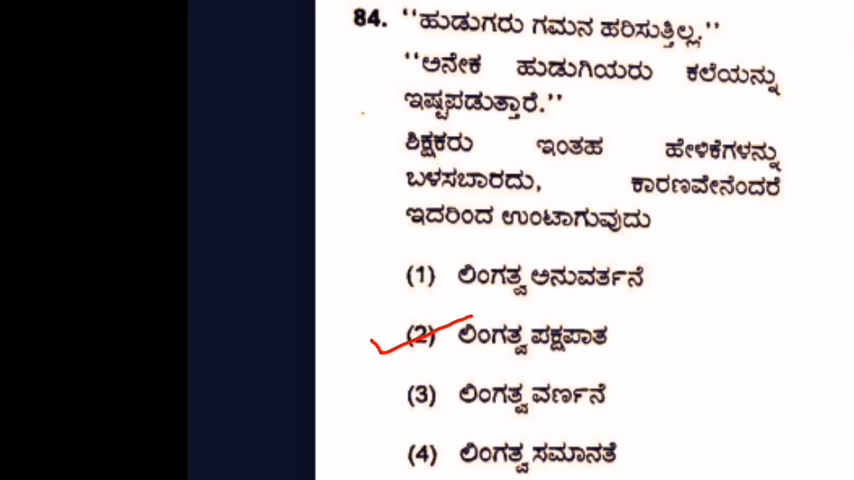 84. ‘‘ಹುಡುಗರು ಗಮನ ಹರಿಸುತ್ತಿಲ್ಲ.’’
‘‘ಅನೇಕ ಹುಡುಗಿಯರು ಕಲೆಯನ್ನು
ಇಷ್ಟಪಡುತ್ತಾರೆ.’’
ಶಿಕ್ಷಕರು ಇಂತಹ ಹೇಳಿಕೆಗಳನ್ನು
ಬಳಸಬಾರದು, ಕಾರಣವೇನೆಂದರೆ
ಇದರಿಂದ ಉಂಟಾಗುವುದು
(1) ಲಿಂಗತ್ವ ಅನುವರ್ತನೆ
(2) ಲಿಂಗತ್ವ ಪಕ್ಷಪಾತ
(3) ಲಿಂಗತ್ವ ವರ್ಣನೆ
(4) ಲಿಂಗತ್ವ ಸಮಾನತೆ